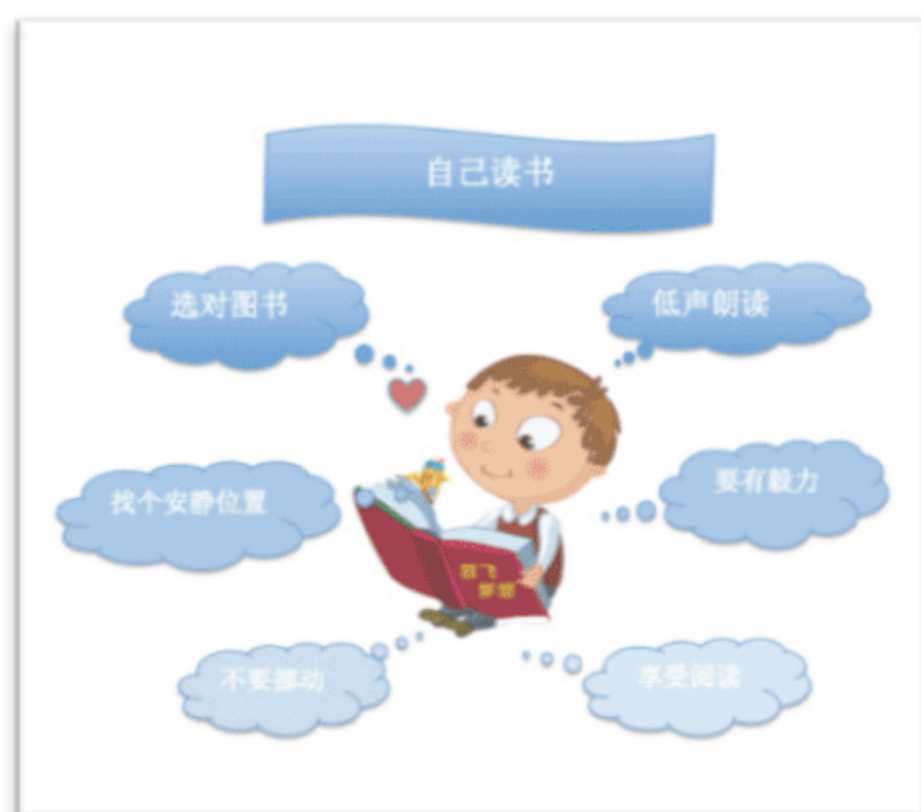 自己读书
选对图书
低声朗读
找个安静位置
要有毅力
不要挪动
享受阅读